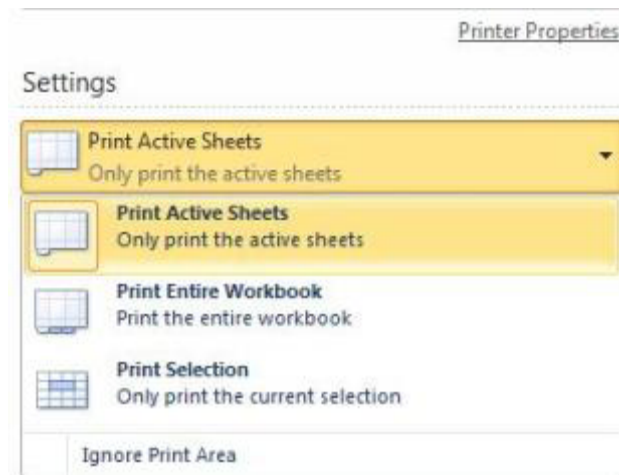 Printer Properties
Settings
Print Active Sheets
Only print the active sheets
Print Active Sheets
Only print the active sheets
Print Entire Workbook
Print the entire workbook
Print Selection
Only print the current selection
Ignore Print Area